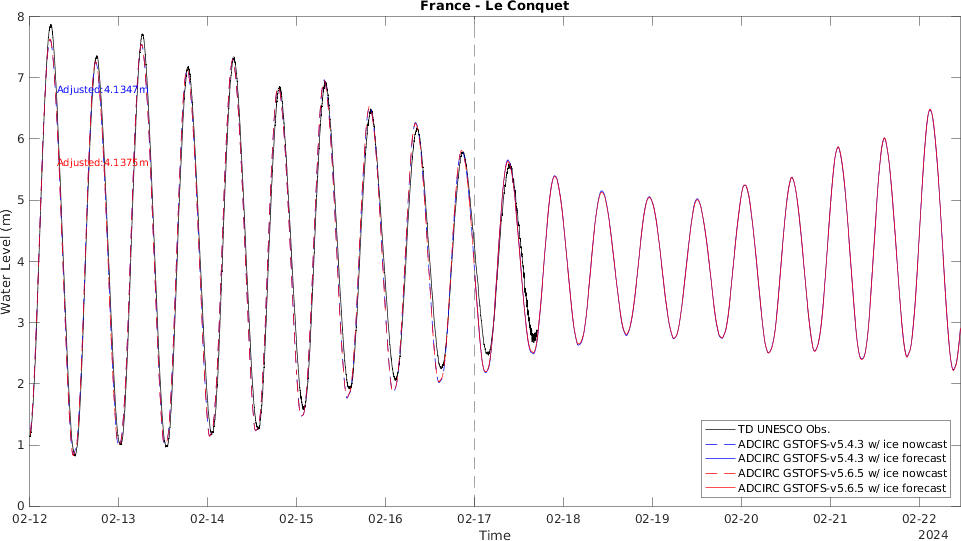 France - Le Conquet
8
7
6
5
4
3
2
1
0
Water Level (m)
Adjusted:4.1347m
Adjusted:4.1375m
TD UNESCO Obs.
ADCIRC GSTOFS-v5.4.3 w/ ice nowcast
ADCIRC GSTOFS-v5.4.3 w/ ice forecast
ADCIRC GSTOFS-v5.6.5 w/ ice nowcast
ADCIRC GSTOFS-v5.6.5 w/ ice forecast
02-12 02-13 02-14 02-15 02-16 02-17 02-18 02-19 02-20 02-21 02-22
Time
2024